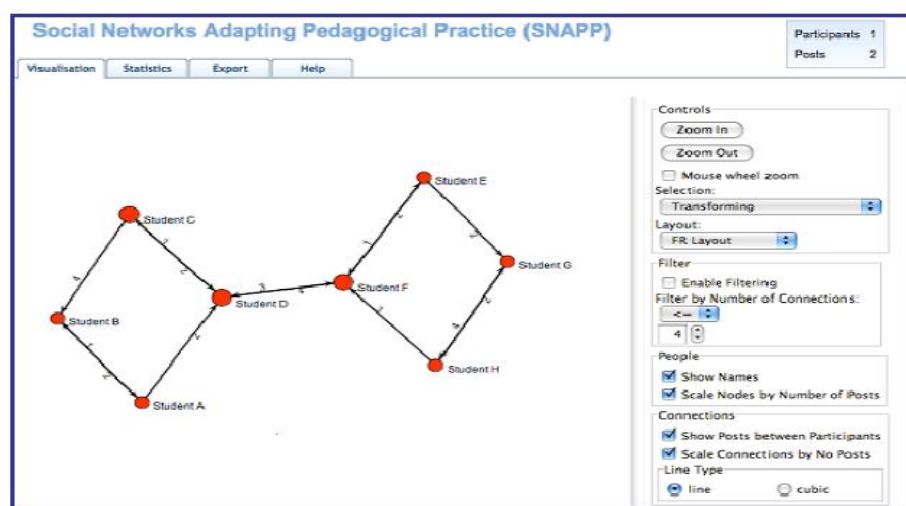 Social Networks Adapting Pedagogical Practice (SNAPP)
Participants 1
Posts 2
Visualisation
Statistics
Export
Help
Student E
Student C
Student G
Student F
Student D
Student B
Student H
Student A
3
4
Controls
Zoom In
Zoom Out
Mouse wheel zoom
Selection:
Transforming
Layout:
FR Layout
Filter
Enable Filtering
Filter by Number of Connections:
<=
4
People
Show Names
Scale Nodes by Number of Posts
Connections
Show Posts between Participants
Scale Connections by No Posts
Line Type
line
cubic